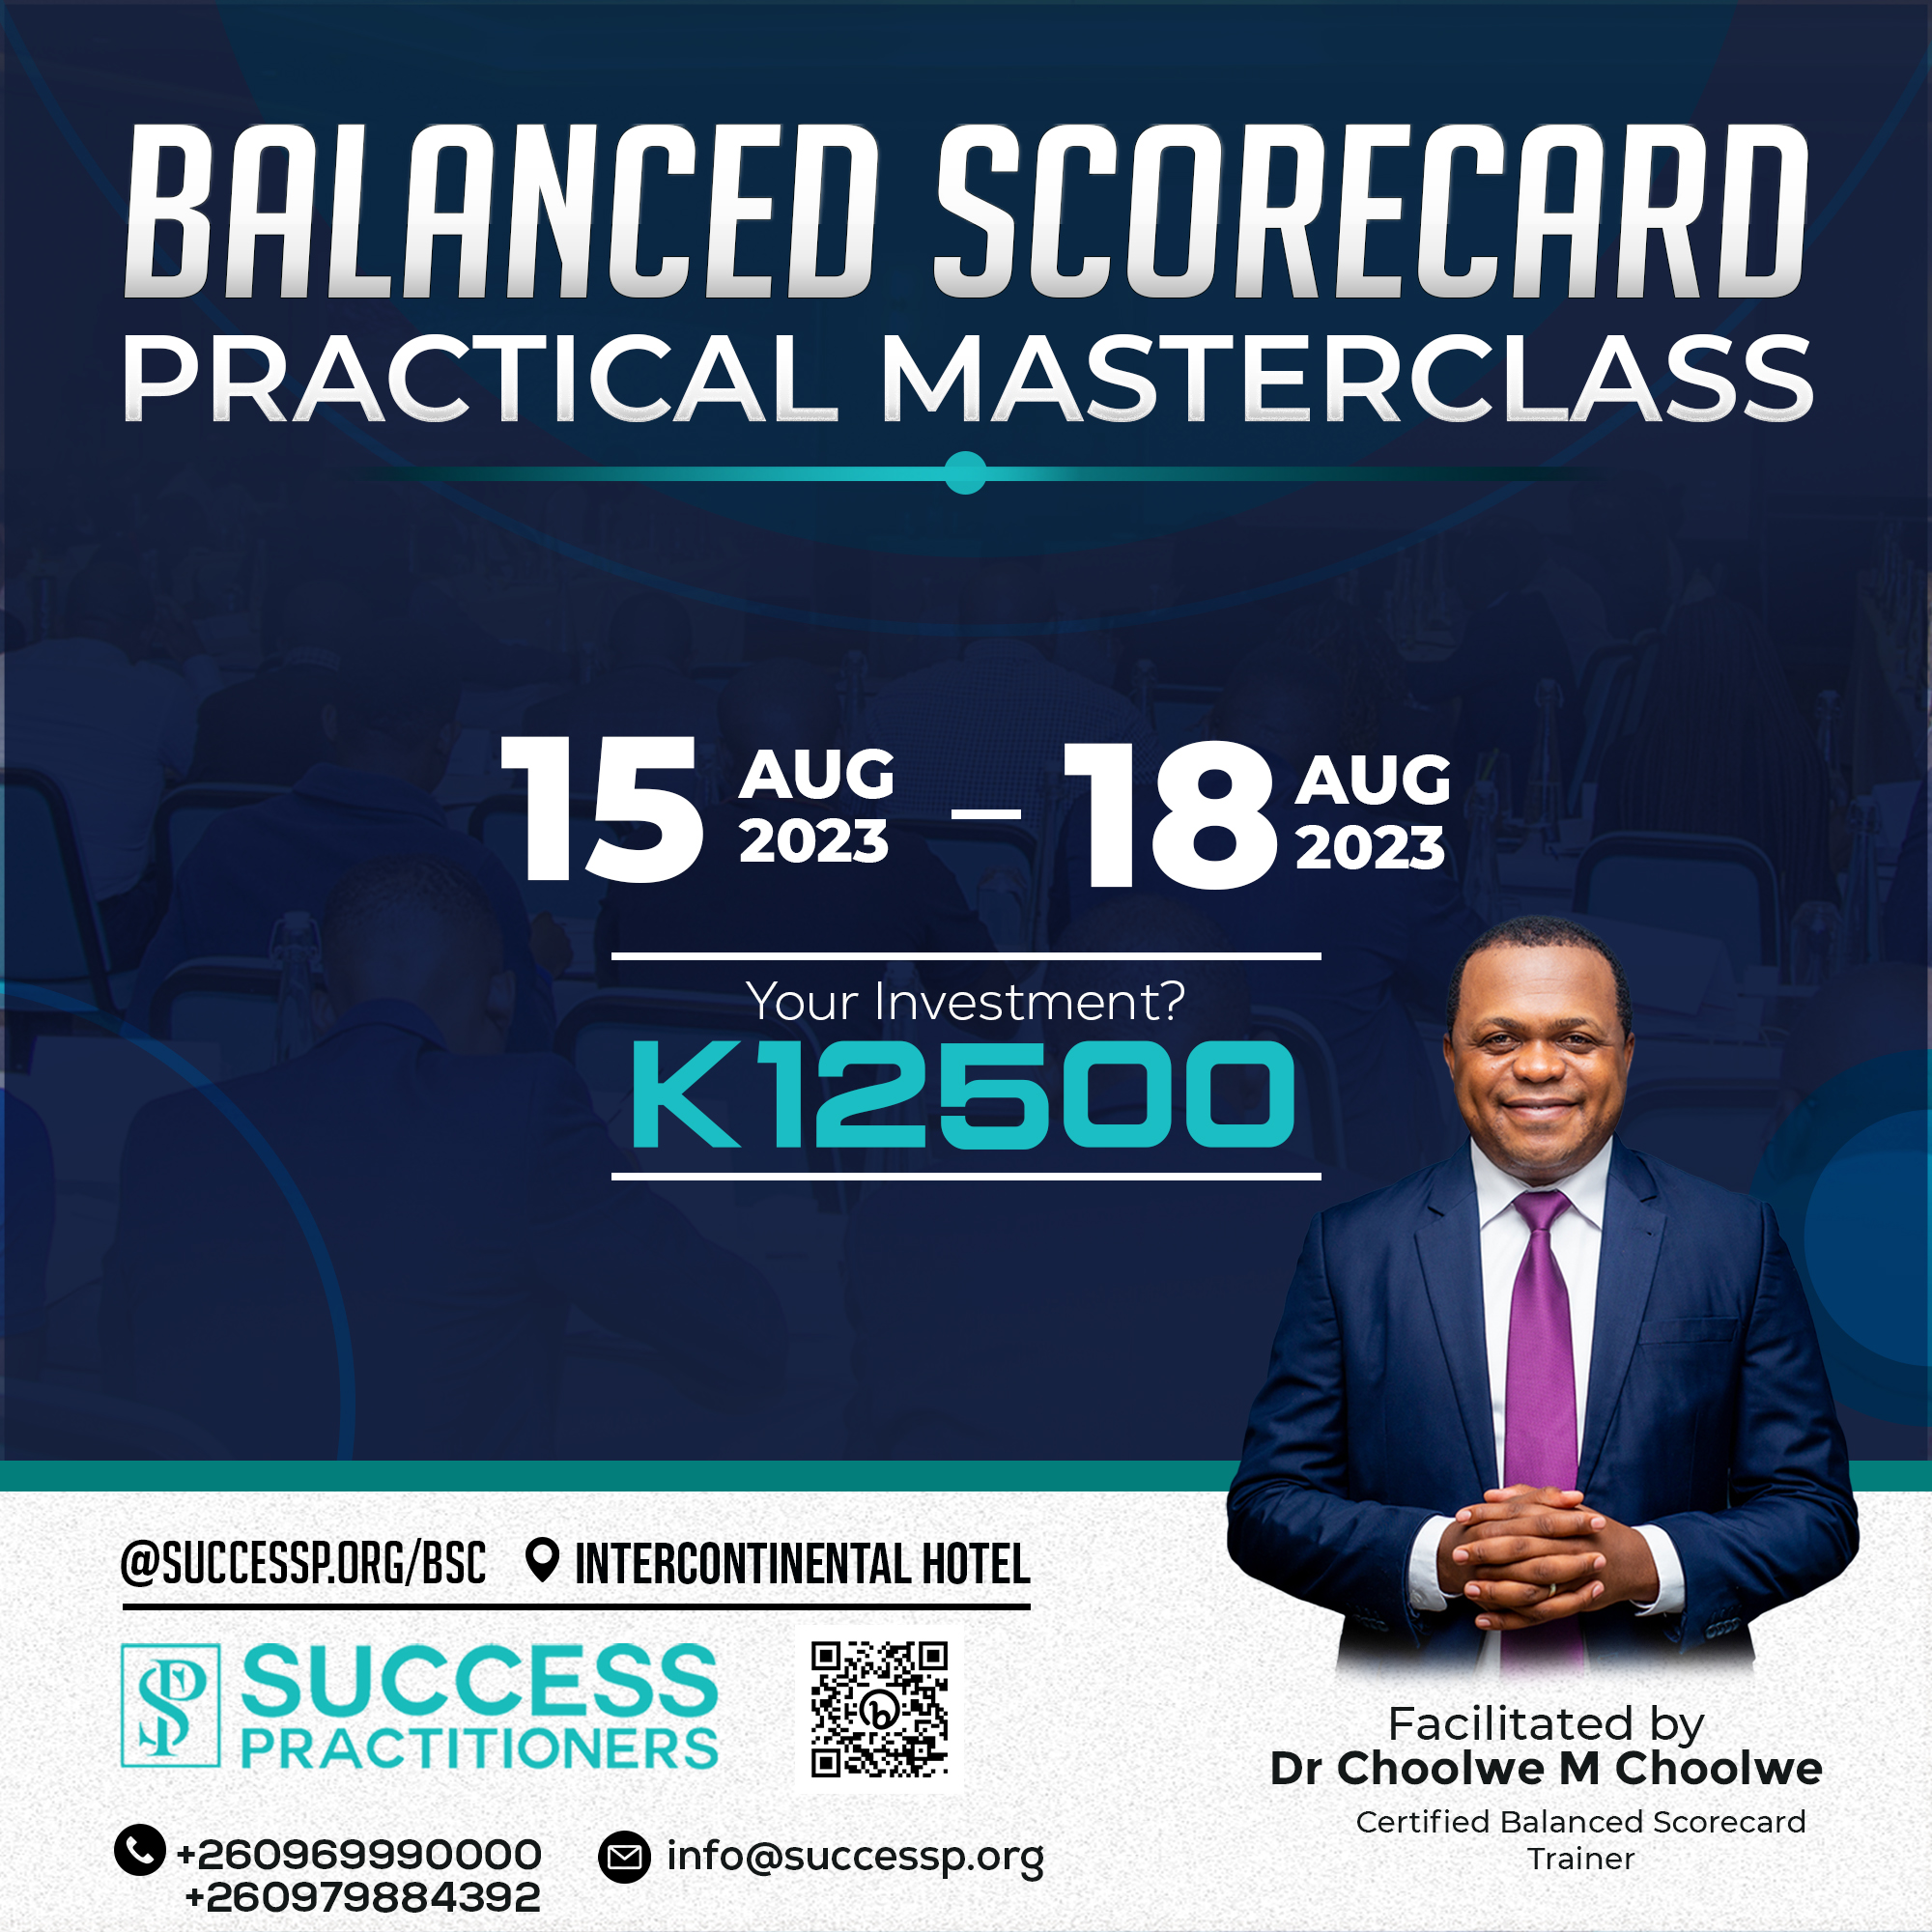 BALANCED SCORECARD
PRACTICAL MASTERCLASS
15 AUG 2023 – 18 AUG 2023
Your Investment?
K12500
@SUCCESSP.ORG/BSC
INTERCONTINENTAL HOTEL
SP
SUCCESS
PRACTITIONERS
b
+260969990000
+260979884392
info@successp.org
Facilitated by
Dr Choolwe M Choolwe
Certified Balanced Scorecard
Trainer